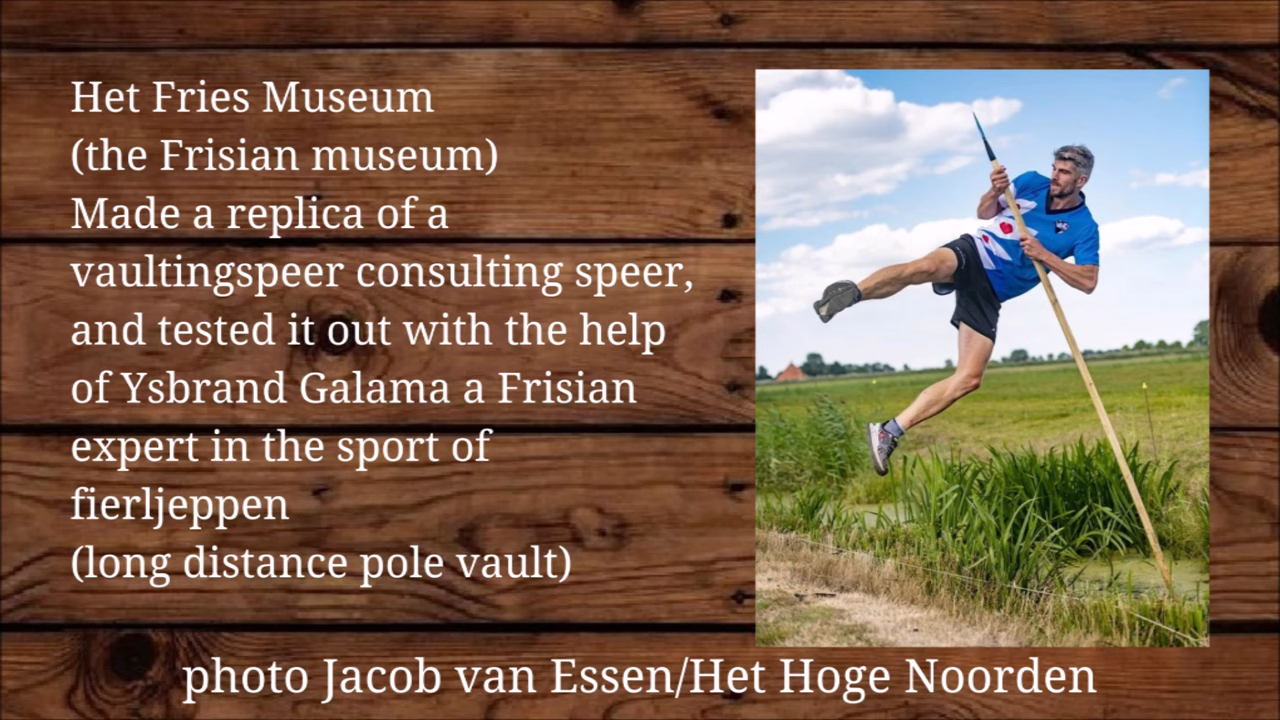 Het Fries Museum
(the Frisian museum)
Made a replica of a
vaultingspeer consulting speer,
and tested it out with the help
of Ysbrand Galama a Frisian
expert in the sport of
fierljeppen
(long distance pole vault)
photo Jacob van Essen/Het Hoge Noorden